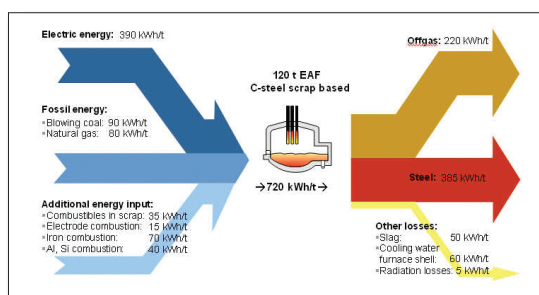 Electric energy: 390 kWh/t
Fossil energy:
▪Blowing coal: 90 kWh/t
▪Natural gas: 80 kWh/t
Additional energy input:
▪Combustibles in scrap: 35 kWh/t
▪Electrode combustion: 15 kWh/t
▪Iron combustion: 70 kWh/t
▪Al, Si combustion: 40 kWh/t
120 t EAF
C-steel scrap based
→720 kWh/t→
Offgas: 220 kWh/t
Steel: 385 kWh/t
Other losses:
▪Slag: 50 kWh/t
▪Cooling water
furnace shell: 60 kWh/t
▪Radiation losses: 5 kWh/t